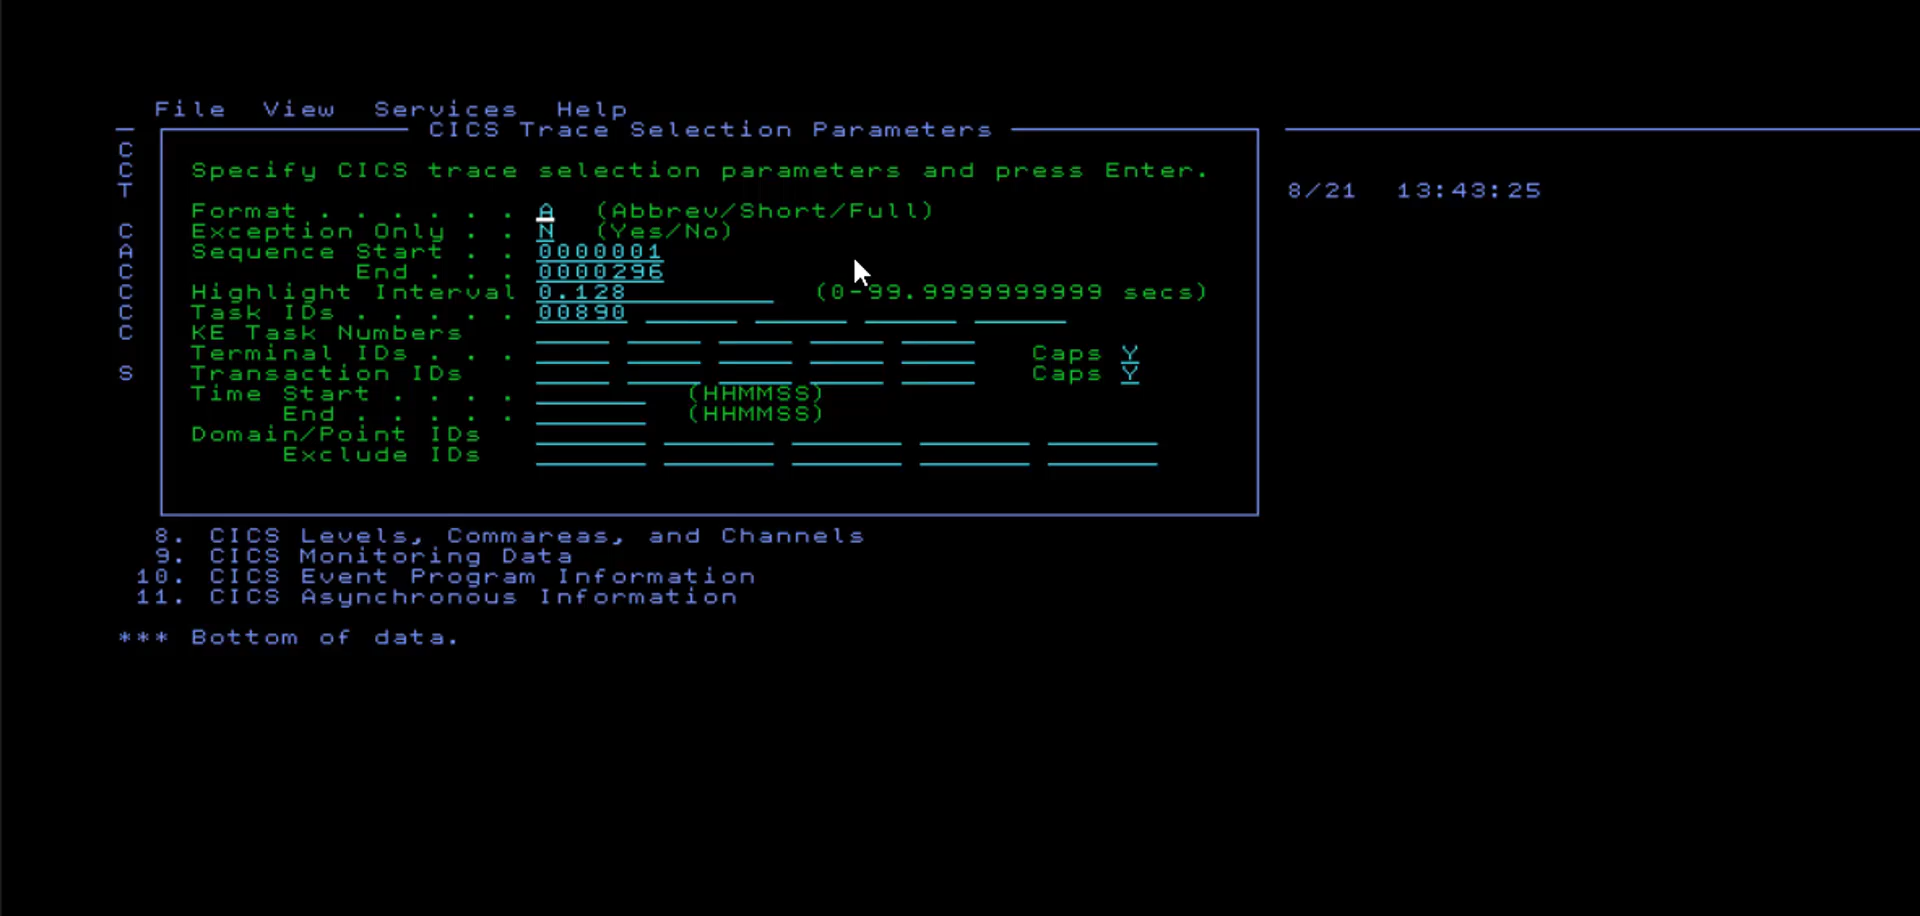 File View Services Help
CICS Trace Selection Parameters
C
C Specify CICS trace selection parameters and press Enter.
T 8/21 13:43:25
Format . . . . . . A (Abbrev/Short/Full)
C Exception Only . . N (Yes/No)
A Sequence Start . . 0000001
C End . . . 0000296
C Highlight Interval 0.128 (0-99.9999999999 secs)
C Task IDs . . . . . 00890
C KE Task Numbers
Terminal IDs . . . Caps Y
S Transaction IDs Caps Y
Time Start . . . . (HHMMSS)
End . . . . . (HHMMSS)
Domain/Point IDs
Exclude IDs
8. CICS Levels, Commareas, and Channels
9. CICS Monitoring Data
10. CICS Event Program Information
11. CICS Asynchronous Information
*** Bottom of data.